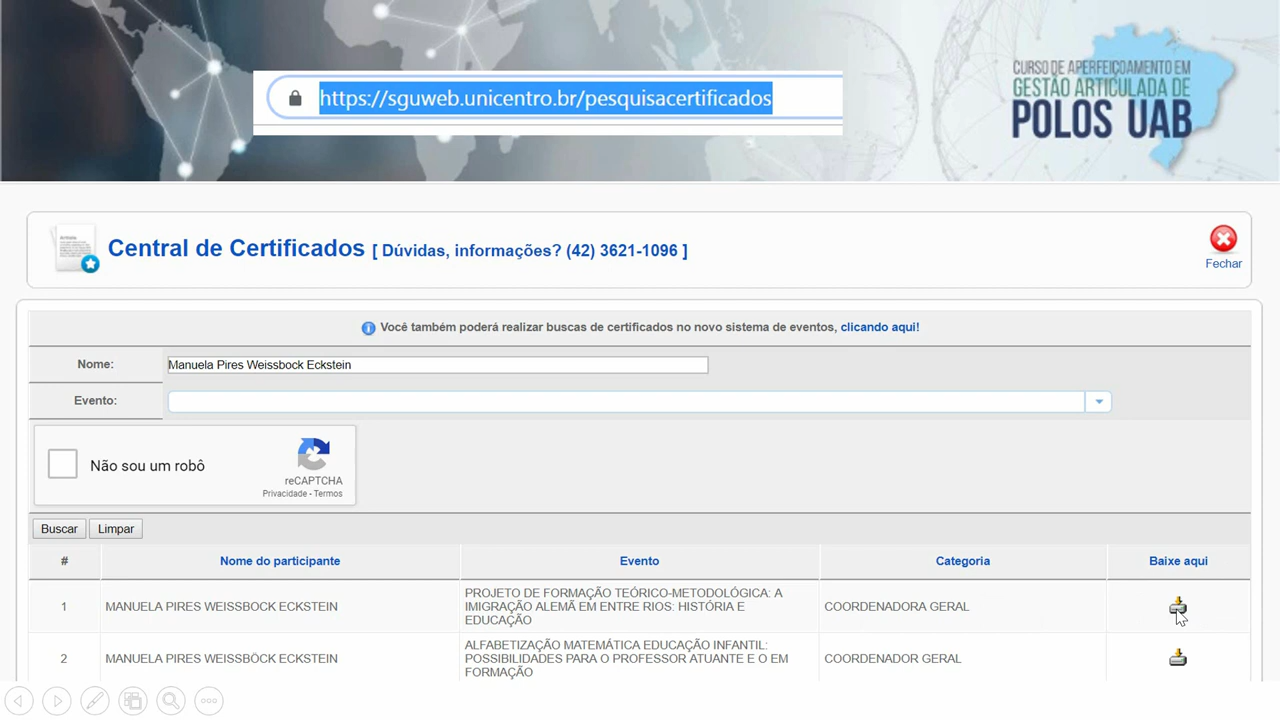 https://sguweb.unicentro.br/pesquisacertificados
CURSO DE APERFEIÇOAMENTO EM
GESTÃO ARTICULADA DE
POLOS UAB
Central de Certificados [ Dúvidas, informações? (42) 3621-1096 ]
Fechar
Você também poderá realizar buscas de certificados no novo sistema de eventos, clicando aqui!
Nome: Manuela Pires Weissbock Eckstein
Evento:
Não sou um robô
reCAPTCHA
Privacidade - Termos
Buscar Limpar
# Nome do participante Evento Categoria Baixe aqui
1 MANUELA PIRES WEISSBOCK ECKSTEIN
PROJETO DE FORMAÇÃO TEÓRICO-METODOLÓGICA: A
IMIGRAÇÃO ALEMÃ EM ENTRE RIOS: HISTÓRIA E
EDUCAÇÃO
COORDENADORA GERAL
2 MANUELA PIRES WEISSBÖCK ECKSTEIN
ALFABETIZAÇÃO MATEMÁTICA EDUCAÇÃO INFANTIL:
POSSIBILIDADES PARA O PROFESSOR ATUANTE E O EM
FORMAÇÃO
COORDENADOR GERAL